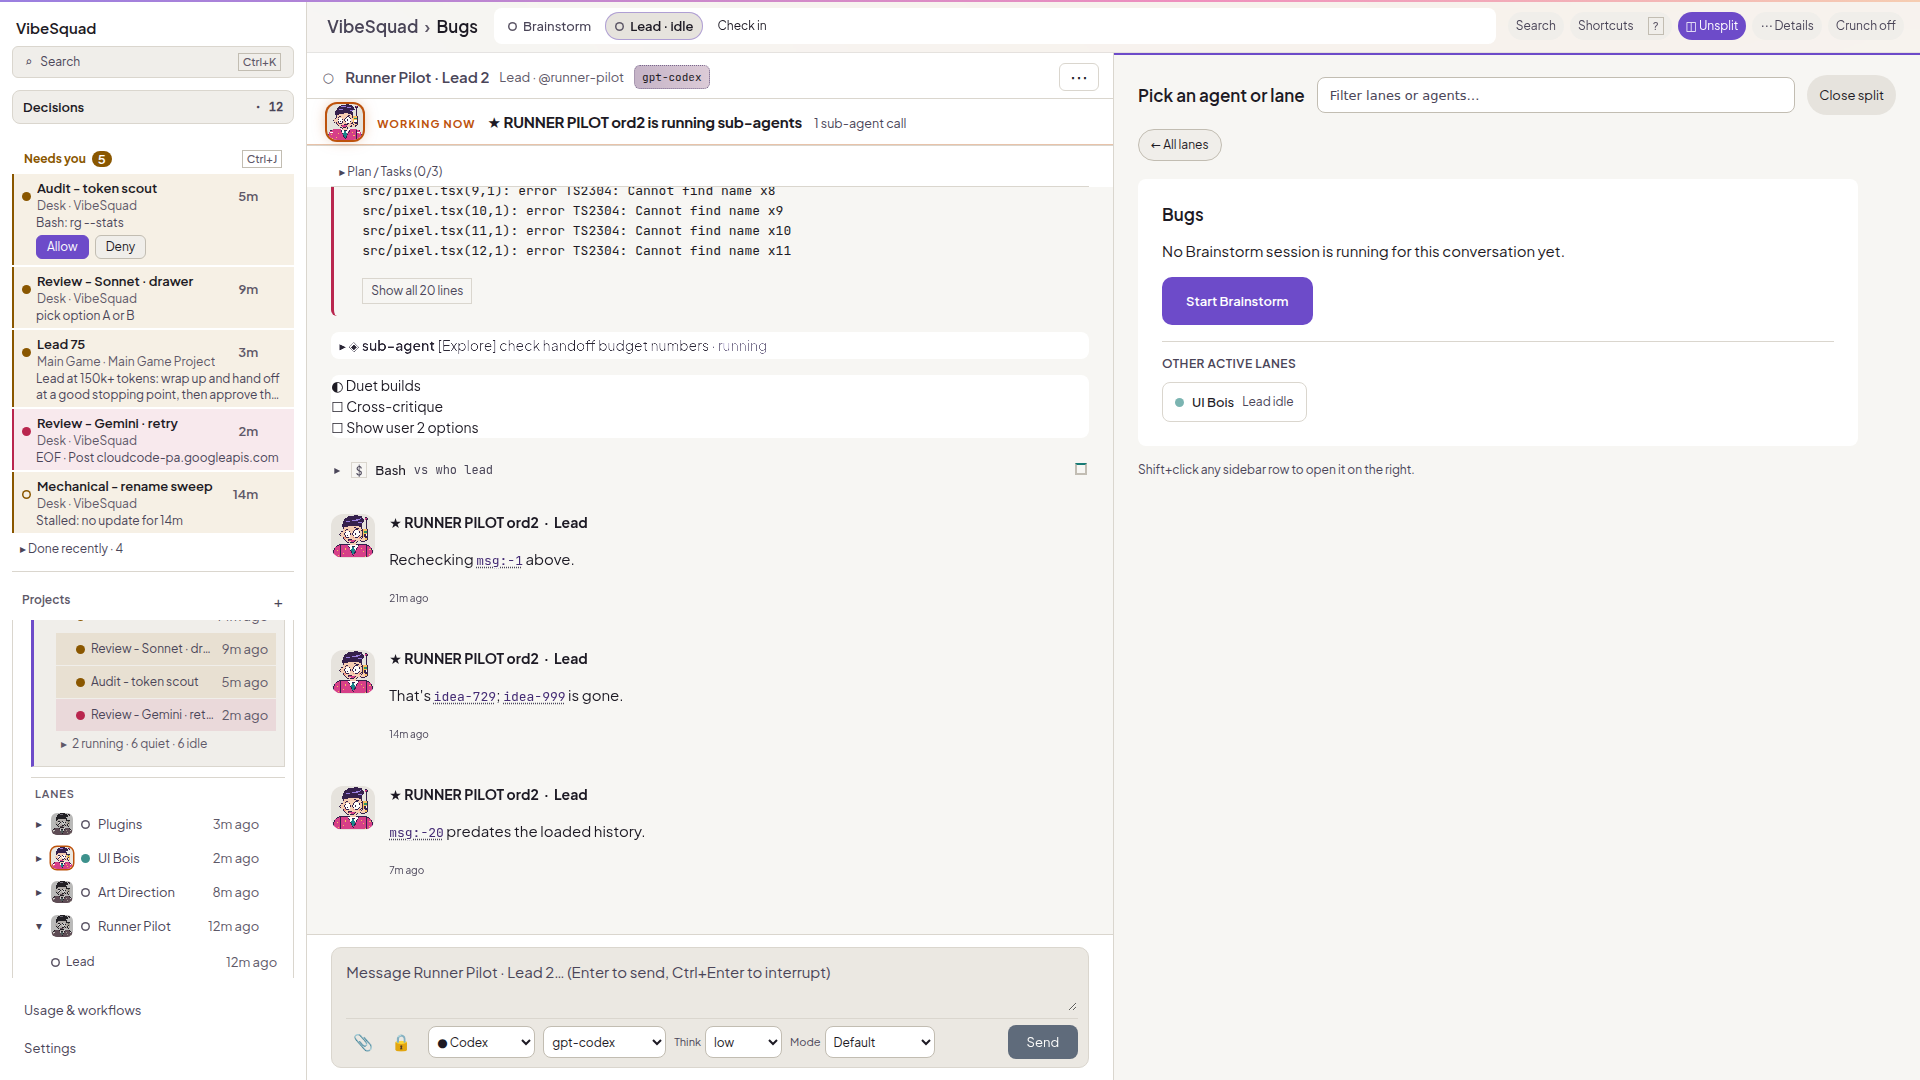 VibeSquad
Search Ctrl+K
Decisions · 12
Needs you 5 Ctrl+J
Audit – token scout 5m
Desk · VibeSquad
Bash: rg --stats
Allow Deny
Review – Sonnet · drawer 9m
Desk · VibeSquad
pick option A or B
Lead 75 3m
Main Game · Main Game Project
Lead at 150k+ tokens: wrap up and hand off
at a good stopping point, then approve th…
Review – Gemini · retry 2m
Desk · VibeSquad
EOF · Post cloudcode-pa.googleapis.com
Mechanical – rename sweep 14m
Desk · VibeSquad
Stalled: no update for 14m
▸ Done recently · 4
Projects +
Review – Sonnet · dr… 9m ago
Audit – token scout 5m ago
Review – Gemini · ret… 2m ago
▸ 2 running · 6 quiet · 6 idle
LANES
▸ Plugins 3m ago
▸ UI Bois 2m ago
▸ Art Direction 8m ago
▾ Runner Pilot 12m ago
Lead 12m ago
Usage & workflows
Settings
VibeSquad › Bugs
Brainstorm Lead · Idle Check in
Search Shortcuts ? Unsplit ··· Details Crunch off
Runner Pilot · Lead 2 Lead · @runner-pilot gpt-codex ···
WORKING NOW ★ RUNNER PILOT ord2 is running sub-agents 1 sub-agent call
▸ Plan / Tasks (0/3)
src/pixel.tsx(9,1): error TS2304: Cannot find name x8
src/pixel.tsx(10,1): error TS2304: Cannot find name x9
src/pixel.tsx(11,1): error TS2304: Cannot find name x10
src/pixel.tsx(12,1): error TS2304: Cannot find name x11
Show all 20 lines
▸ ◈ sub-agent [Explore] check handoff budget numbers · running
◐ Duet builds
☐ Cross-critique
☐ Show user 2 options
▸ $ Bash vs who lead
★ RUNNER PILOT ord2 · Lead
Rechecking msg:-1 above.
21m ago
★ RUNNER PILOT ord2 · Lead
That's idea-729; idea-999 is gone.
14m ago
★ RUNNER PILOT ord2 · Lead
msg:-20 predates the loaded history.
7m ago
Message Runner Pilot · Lead 2… (Enter to send, Ctrl+Enter to interrupt)
● Codex gpt-codex Think low Mode Default Send
Pick an agent or lane Filter lanes or agents… Close split
← All lanes
Bugs
No Brainstorm session is running for this conversation yet.
Start Brainstorm
OTHER ACTIVE LANES
UI Bois Lead idle
Shift+click any sidebar row to open it on the right.